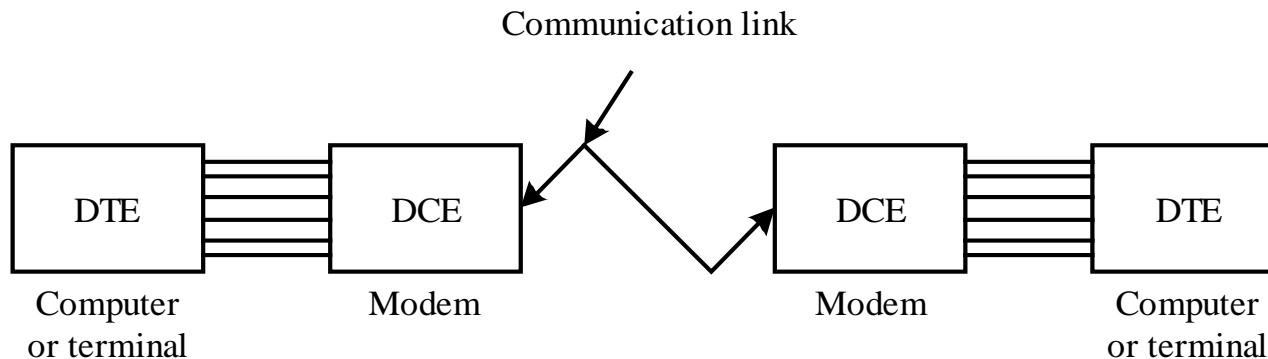 Communication link
DTE
DCE
DCE
DTE
Computer
or terminal
Modem
Modem
Computer
or terminal